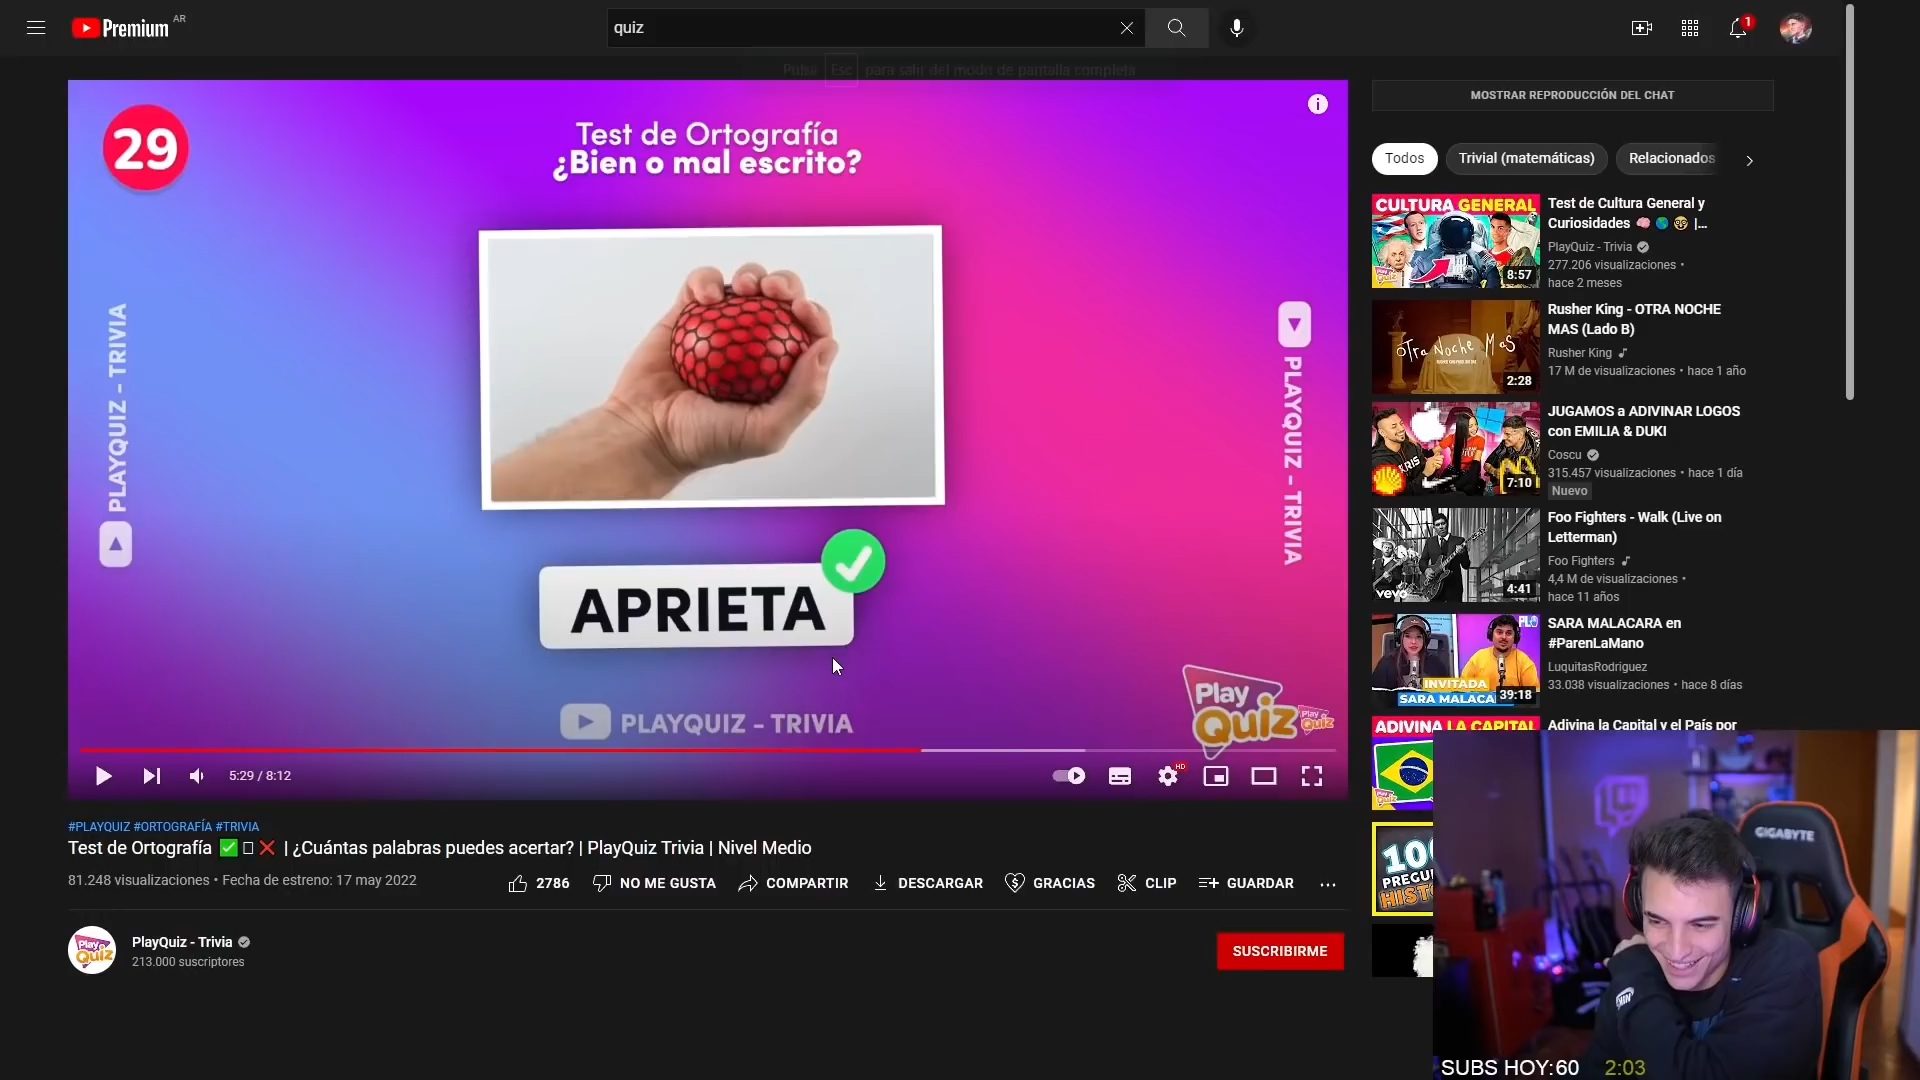 Premium AR
quiz
1
Pulsa Esc para salir del modo de pantalla completa
29
Test de Ortografía
¿Bien o mal escrito?
PLAYQUIZ - TRIVIA
PLAYQUIZ - TRIVIA
APRIETA
PLAYQUIZ - TRIVIA
Play
Quiz
Play
Quiz
5:29 / 8:12
HD
#PLAYQUIZ #ORTOGRAFÍA #TRIVIA
Test de Ortografía ✅ ❌ | ¿Cuántas palabras puedes acertar? | PlayQuiz Trivia | Nivel Medio
81.248 visualizaciones • Fecha de estreno: 17 may 2022
2786 NO ME GUSTA COMPARTIR DESCARGAR GRACIAS CLIP GUARDAR
Play
Quiz
PlayQuiz - Trivia
213.000 suscriptores
SUSCRIBIRME
MOSTRAR REPRODUCCIÓN DEL CHAT
Todos Trivial (matemáticas) Relacionados
CULTURA GENERAL
8:57
Test de Cultura General y
Curiosidades 🧠 🌎 🤓 |...
PlayQuiz - Trivia
277.206 visualizaciones •
hace 2 meses
oTra Noche MaS
2:28
Rusher King - OTRA NOCHE
MAS (Lado B)
Rusher King
17 M de visualizaciones • hace 1 año
7:10
JUGAMOS a ADIVINAR LOGOS
con EMILIA & DUKI
Coscu
315.457 visualizaciones • hace 1 día
Nuevo
vevo
4:41
Foo Fighters - Walk (Live on
Letterman)
Foo Fighters
4,4 M de visualizaciones •
hace 11 años
INVITADA
SARA MALACA
39:18
SARA MALACARA en
#ParenLaMano
LuquitasRodriguez
33.038 visualizaciones • hace 8 días
ADIVINA LA CAPITAL
Adivina la Capital y el País por
100
PREGU
HIST
GIGABYTE
SUBS HOY:60 2:03